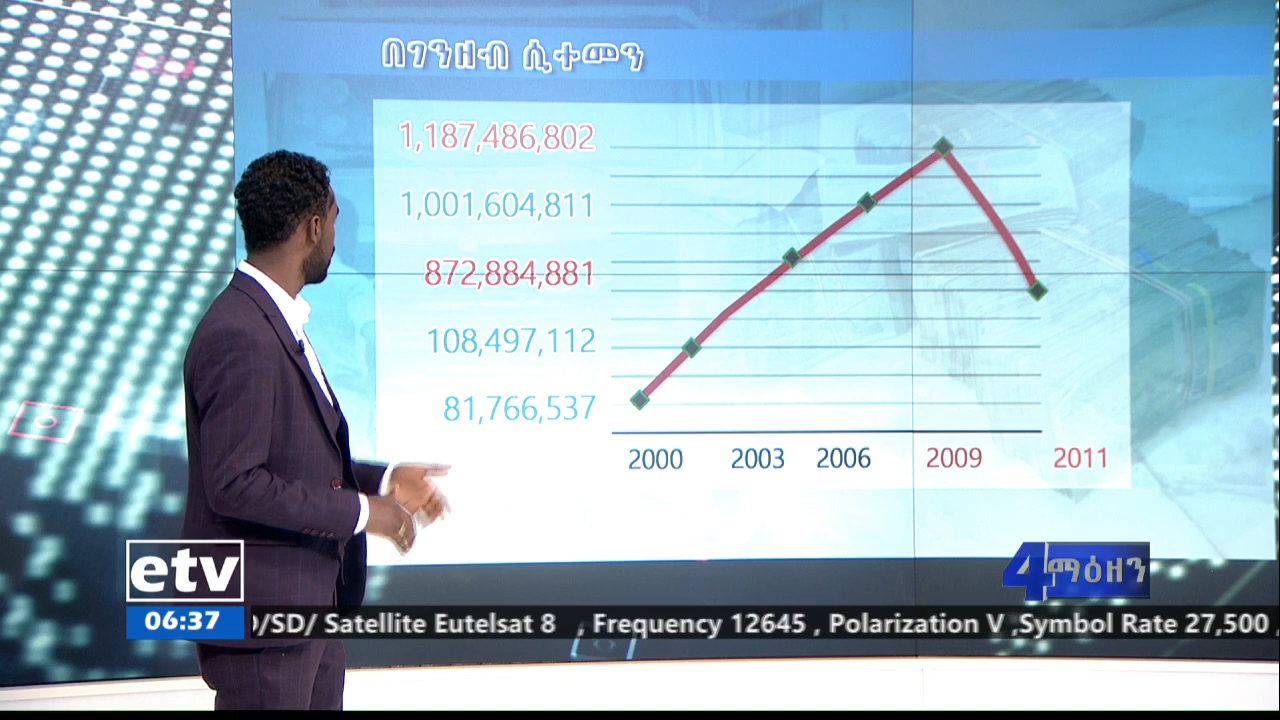 በገንዘብ ሲተመን
1,187,486,802
1,001,604,811
872,884,881
108,497,112
81,766,537
2000 2003 2006 2009 2011
etv
4 ማዕዘን
06:37
D/SD/ Satellite Eutelsat 8 , Frequency 12645 , Polarization V ,Symbol Rate 27,500 ,